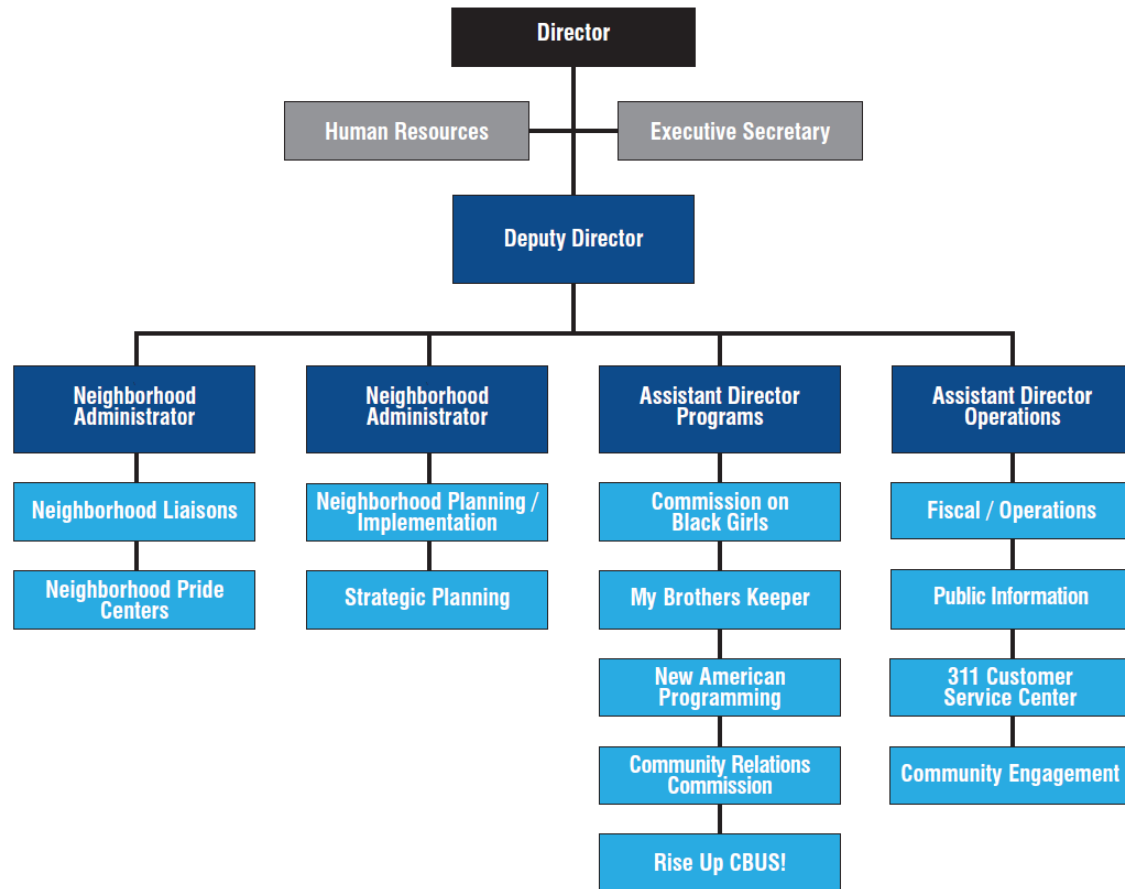 Director
Human Resources
Executive Secretary
Deputy Director
Neighborhood
Administrator
Neighborhood
Administrator
Assistant Director
Programs
Assistant Director
Operations
Neighborhood Liaisons
Neighborhood Planning /
Implementation
Commission on
Black Girls
Fiscal / Operations
Neighborhood Pride
Centers
Strategic Planning
My Brothers Keeper
Public Information
New American
Programming
311 Customer
Service Center
Community Relations
Commission
Community Engagement
Rise Up CBUS!